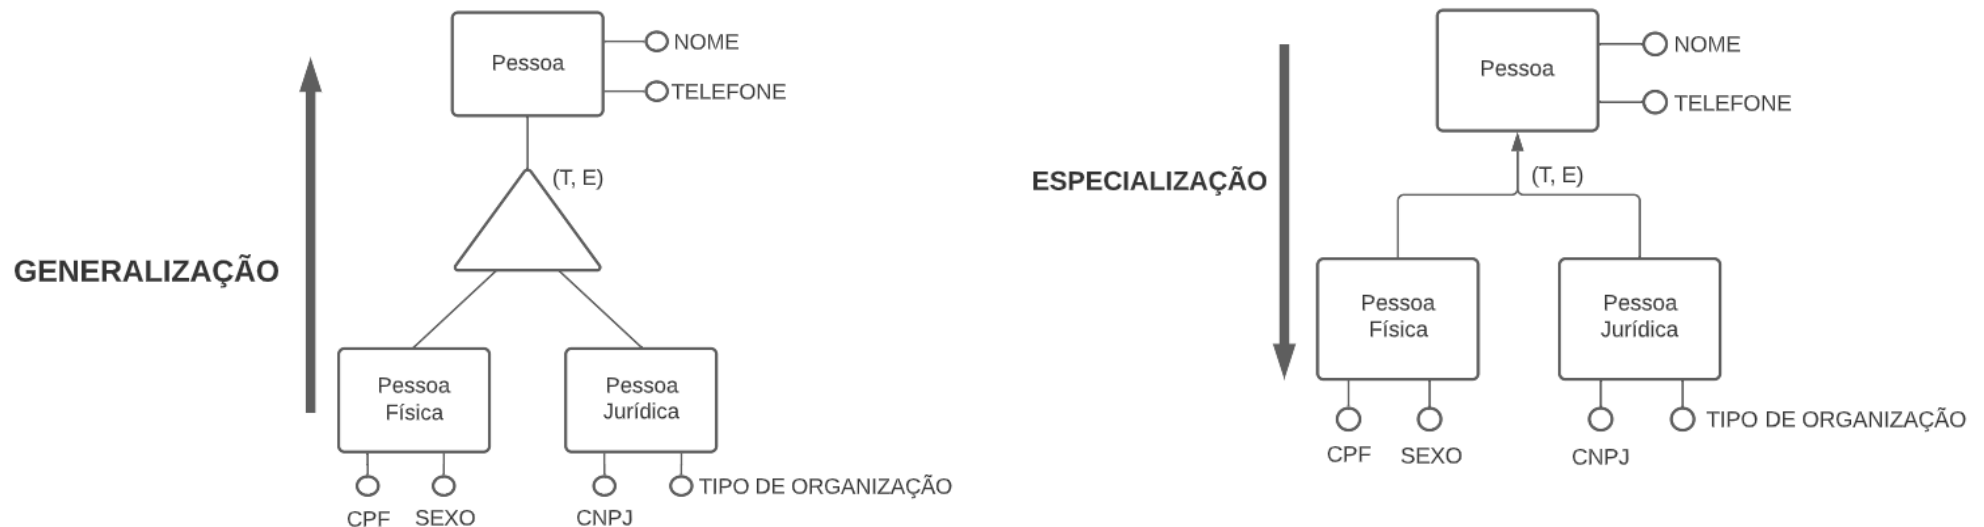 Pessoa
NOME
TELEFONE
(T, E)
GENERALIZAÇÃO
Pessoa
Física
Pessoa
Jurídica
CPF
SEXO
CNPJ
TIPO DE ORGANIZAÇÃO
Pessoa
NOME
TELEFONE
(T, E)
ESPECIALIZAÇÃO
Pessoa
Física
Pessoa
Jurídica
CPF
SEXO
CNPJ
TIPO DE ORGANIZAÇÃO